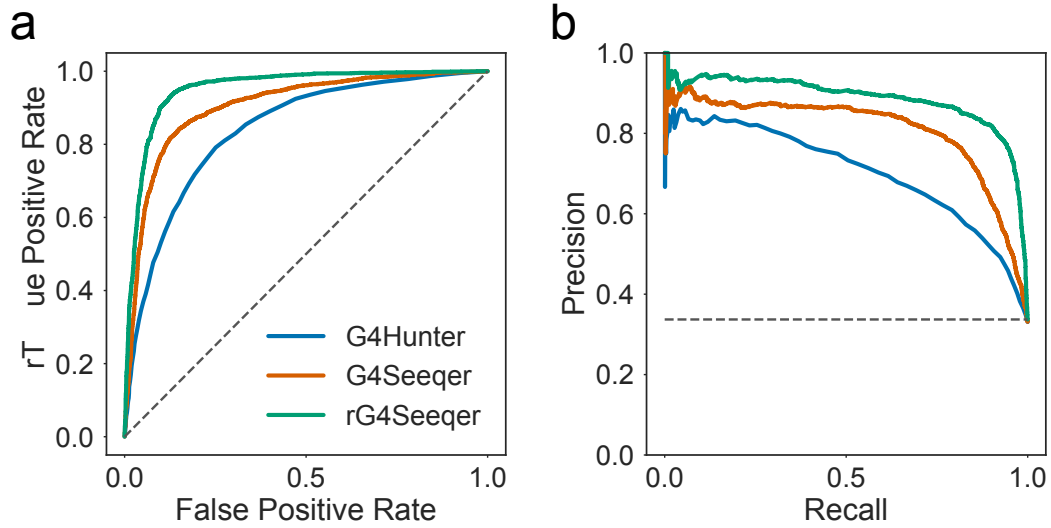 a
1.0
0.8
0.6
0.4
0.2
0.0
rT ue Positive Rate
G4Hunter
G4Seeqer
rG4Seeqer
0.0 0.5 1.0
False Positive Rate
b
1.0
0.8
0.6
0.4
0.2
0.0
Precision
0.0 0.5 1.0
Recall